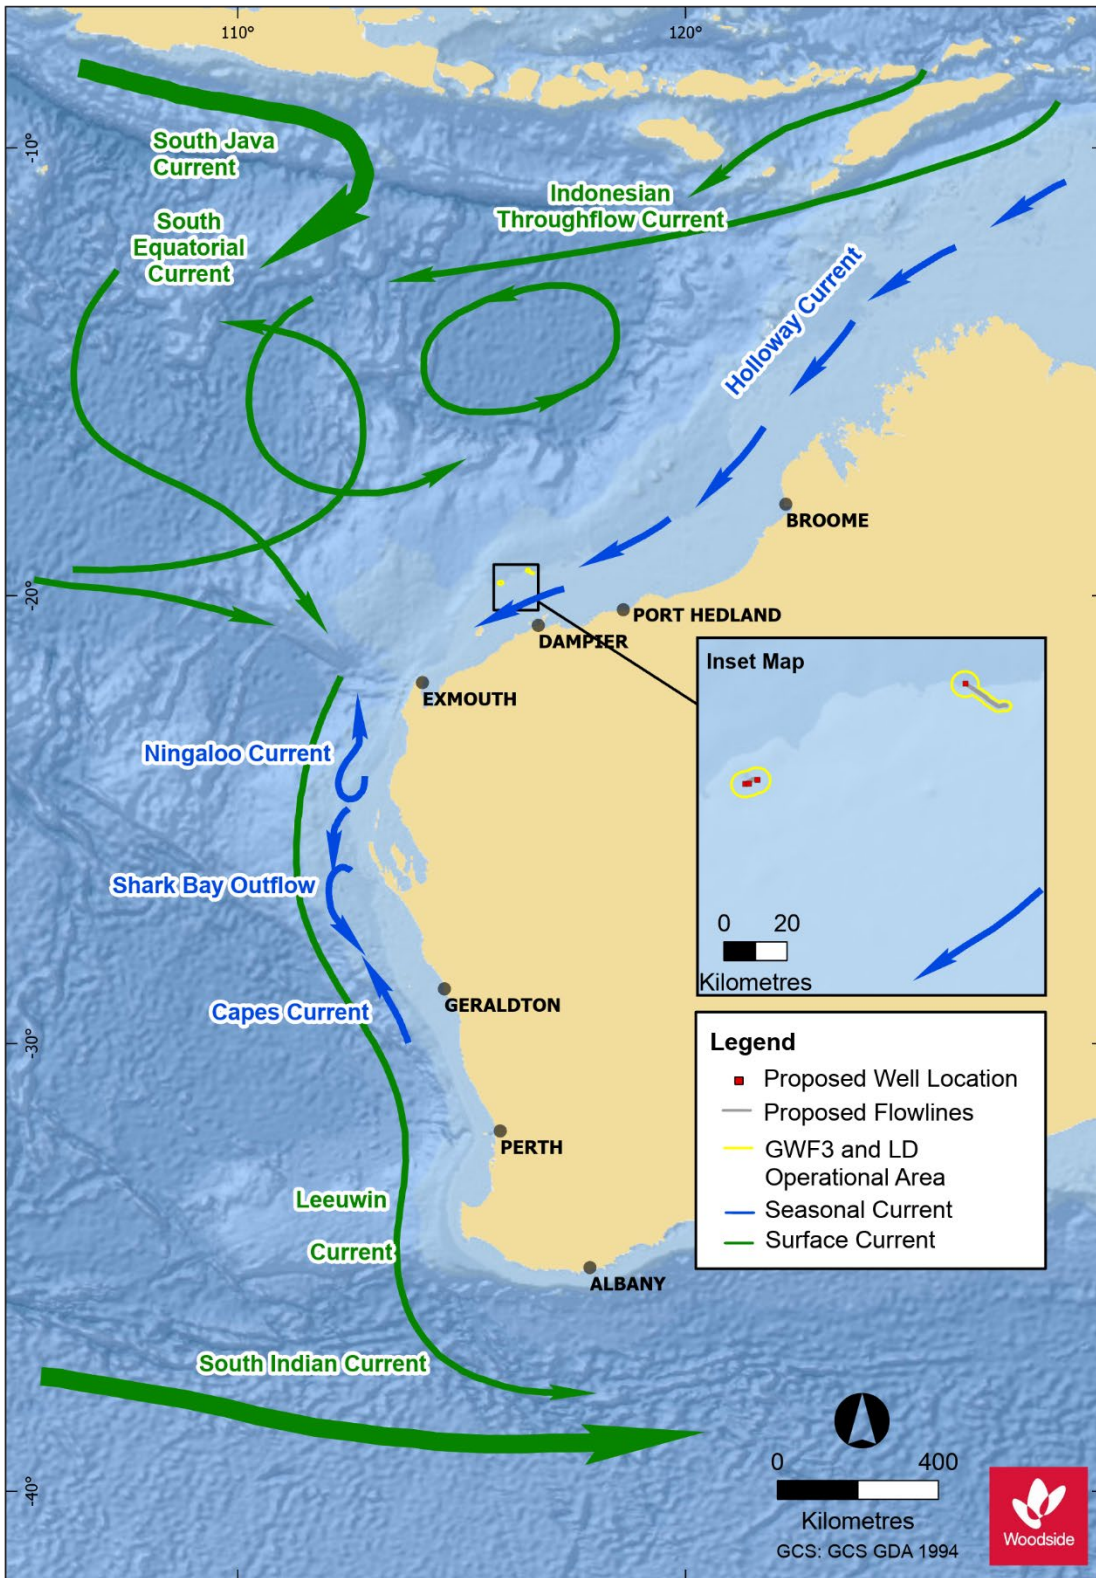 110°
120°
-10°
-20°
-30°
-40°
South Java
Current
South
Equatorial
Current
Indonesian
Throughflow Current
Holloway Current
BROOME
PORT HEDLAND
DAMPIER
EXMOUTH
Inset Map
0 20
Kilometres
Ningaloo Current
Shark Bay Outflow
Capes Current
GERALDTON
PERTH
Leeuwin
Current
ALBANY
South Indian Current
Legend
Proposed Well Location
Proposed Flowlines
GWF3 and LD
Operational Area
Seasonal Current
Surface Current
0 400
Kilometres
GCS: GCS GDA 1994
Woodside